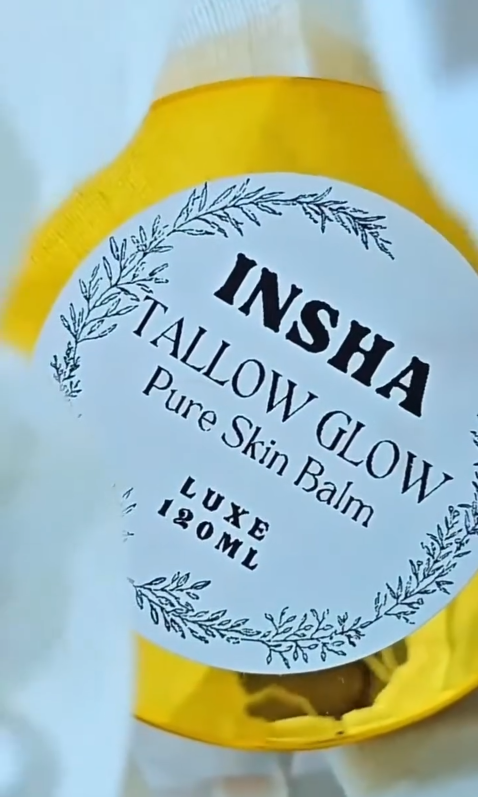 INSHA
TALLOW GLOW
Pure Skin Balm
LUXE
120ML